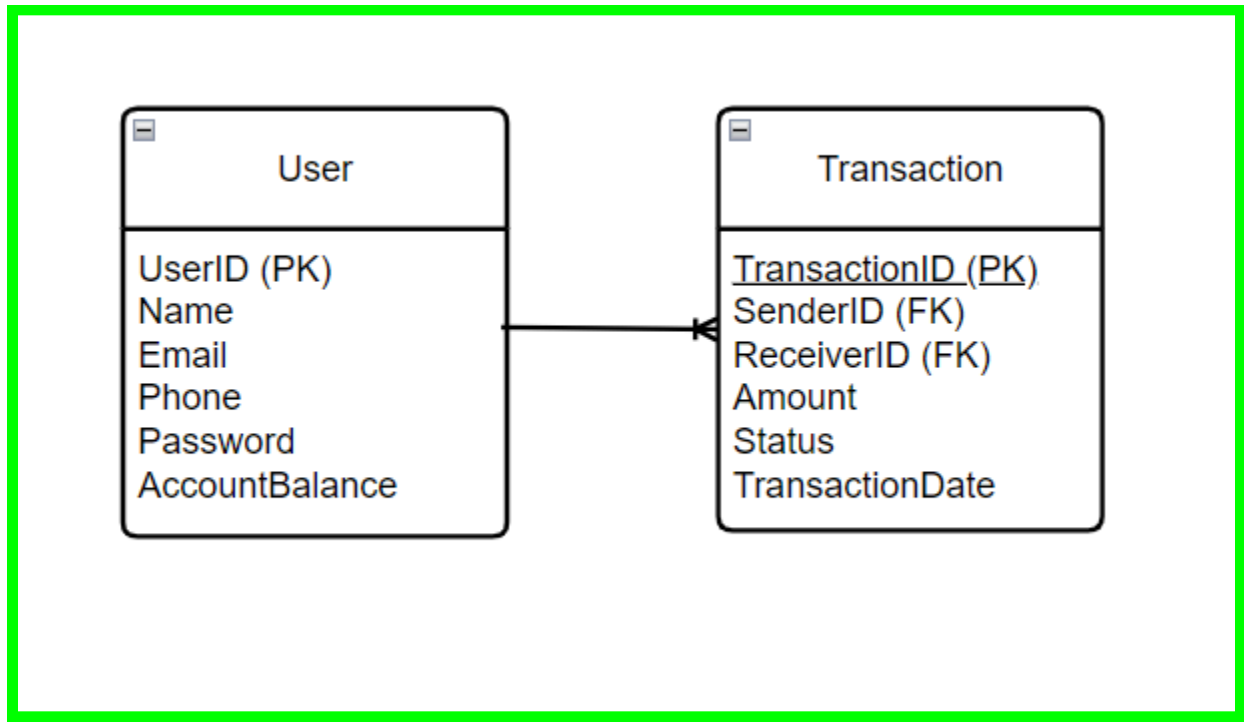 User
UserID (PK)
Name
Email
Phone
Password
AccountBalance
Transaction
TransactionID (PK)
SenderID (FK)
ReceiverID (FK)
Amount
Status
TransactionDate